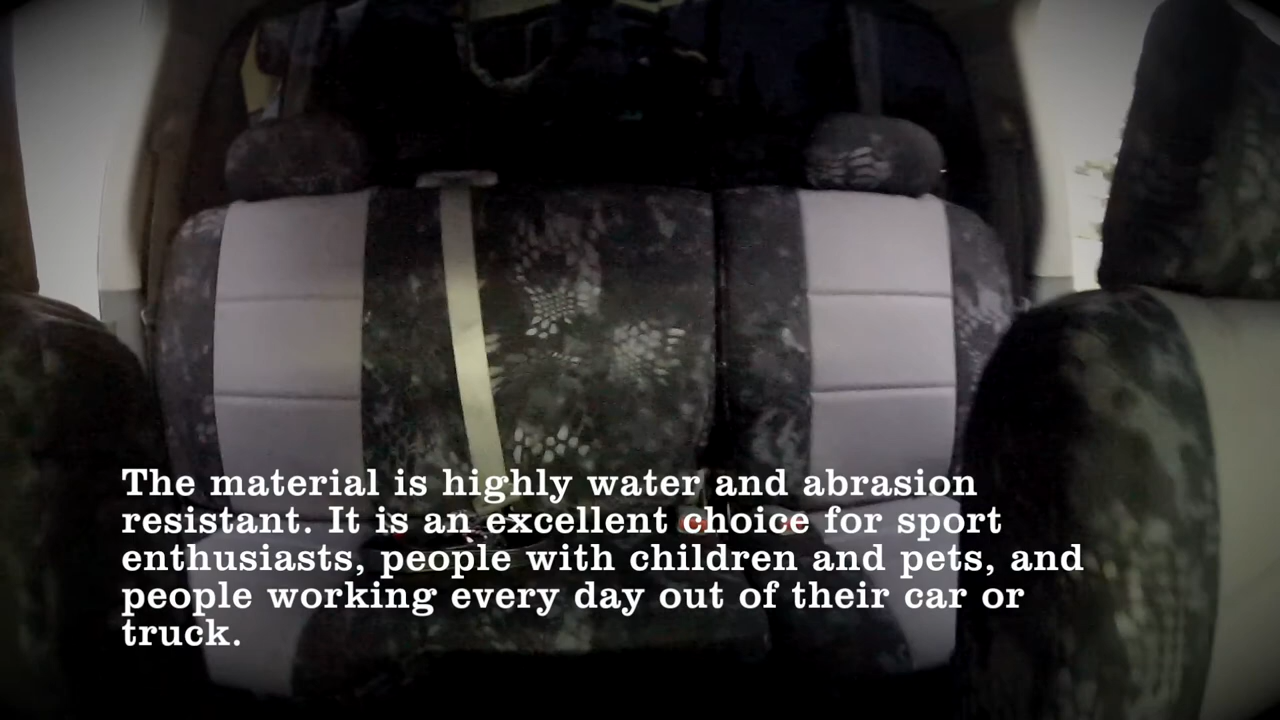 The material is highly water and abrasion
resistant. It is an excellent choice for sport
enthusiasts, people with children and pets, and
people working every day out of their car or
truck.